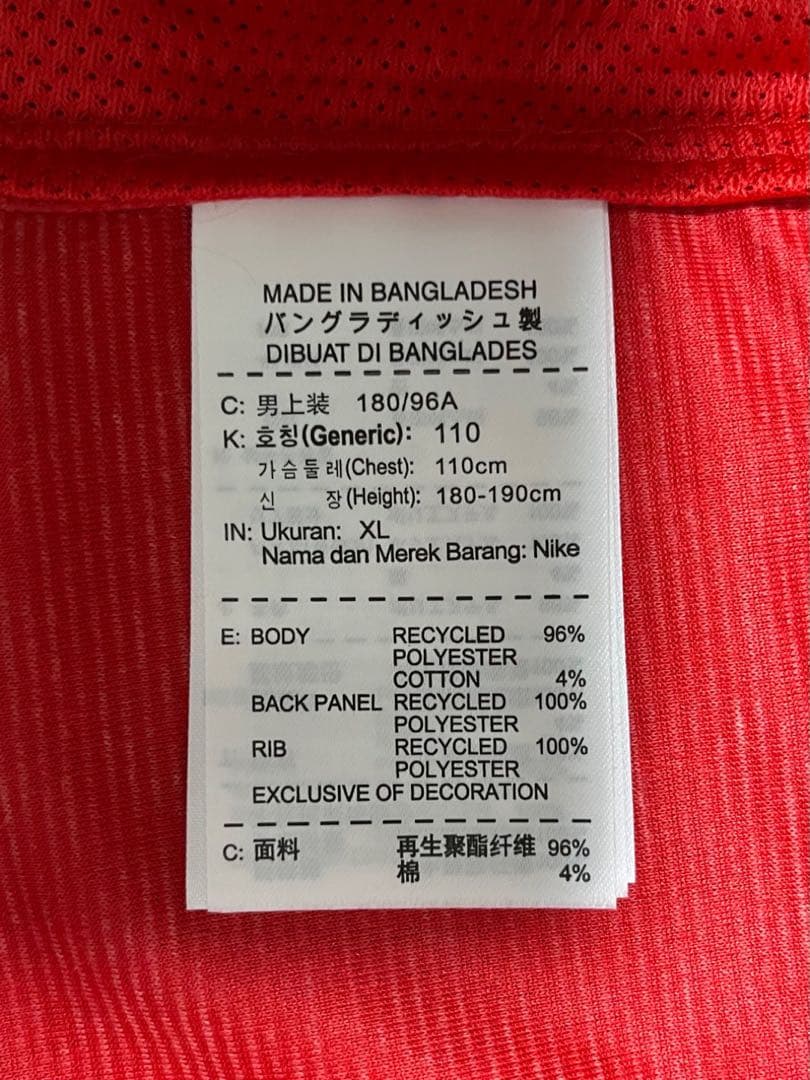 MADE IN BANGLADESH
バングラディッシュ製
DIBUAT DI BANGLADES
C: 男上装 180/96A
K: 호칭(Generic): 110
가슴둘레(Chest): 110cm
신 장(Height): 180-190cm
IN: Ukuran: XL
Nama dan Merek Barang: Nike
E: BODY RECYCLED 96%
POLYESTER
COTTON 4%
BACK PANEL RECYCLED 100%
POLYESTER
RIB RECYCLED 100%
POLYESTER
EXCLUSIVE OF DECORATION
C: 面料 再生聚酯纤维 96%
棉 4%